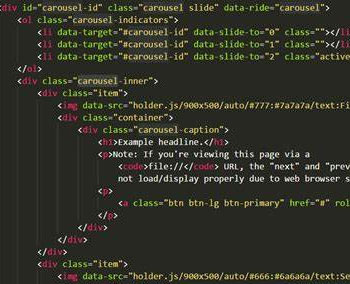 <div id="carousel-id" class="carousel slide" data-ride="carousel">
<ol class="carousel-indicators">
<li data-target="#carousel-id" data-slide-to="0" class=""></li
<li data-target="#carousel-id" data-slide-to="1" class=""></li
<li data-target="#carousel-id" data-slide-to="2" class="active
</ol>
<div class="carousel-inner">
<div class="item">
<img data-src="holder.js/900x500/auto/#777:#7a7a7a/text:Fi
<div class="container">
<div class="carousel-caption">
<h1>Example headline.</h1>
<p>Note: If you're viewing this page via a
<code>file://</code> URL, the "next" and "prev
not load/display properly due to web browser s
<p>
<a class="btn btn-lg btn-primary" href="#" rol
</p>
</div>
</div>
</div>
<div class="item">
<img data-src="holder.js/900x500/auto/#666:#6a6a6a/text:Se